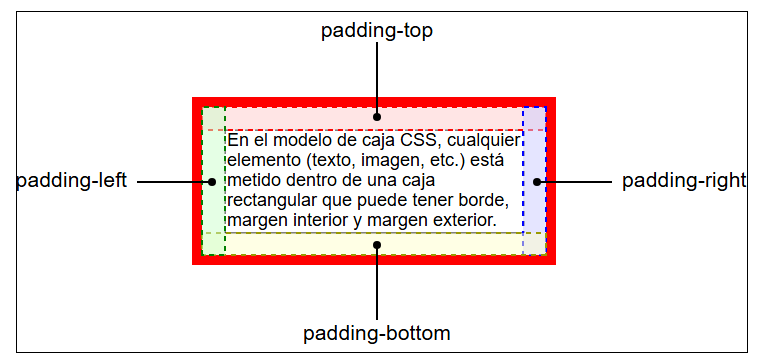 padding-top
En el modelo de caja CSS, cualquier
elemento (texto, imagen, etc.) está
metido dentro de una caja
rectangular que puede tener borde,
margen interior y margen exterior.
padding-left
padding-right
padding-bottom